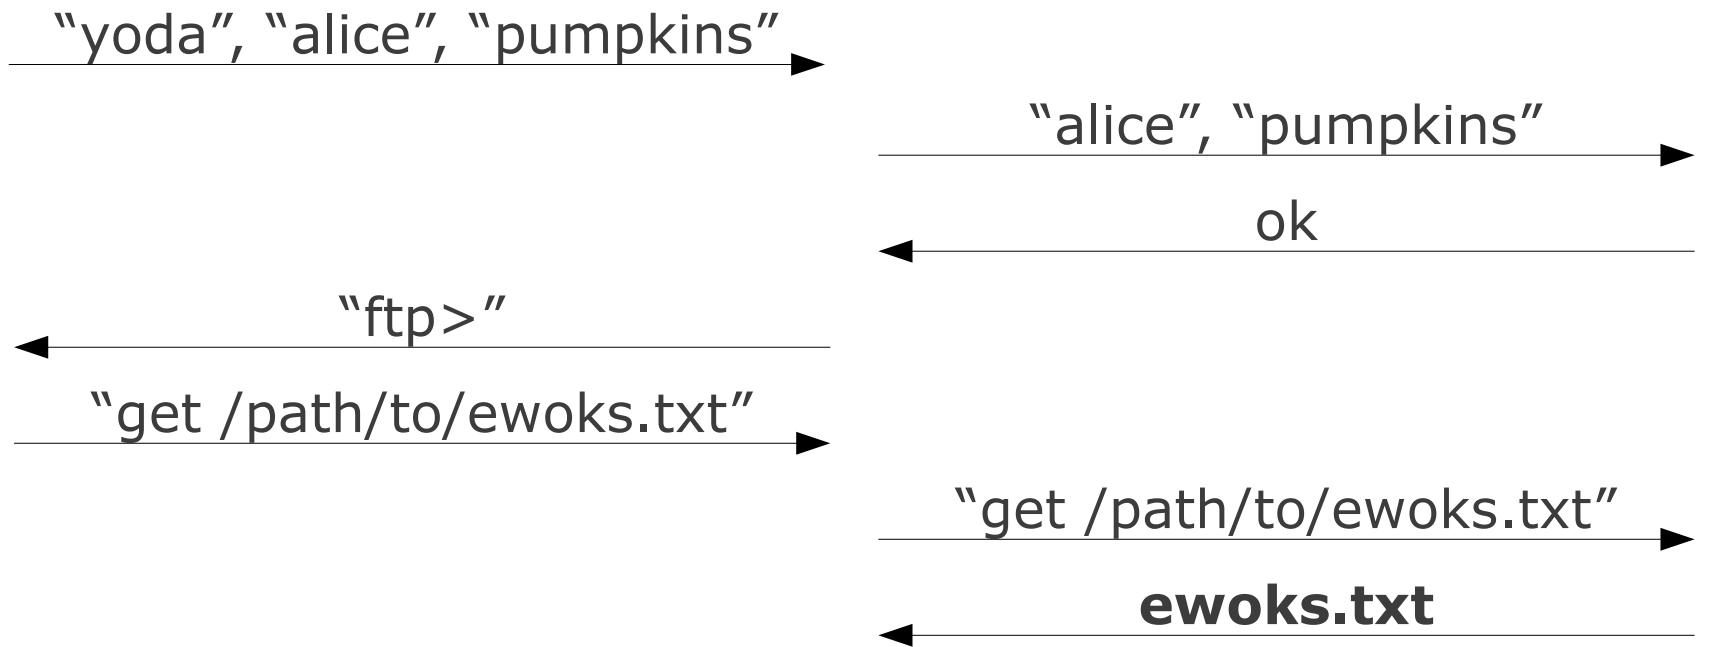 “yoda”, “alice”, “pumpkins”
“alice”, “pumpkins”
ok
“ftp>”
“get /path/to/ewoks.txt”
“get /path/to/ewoks.txt”
ewoks.txt